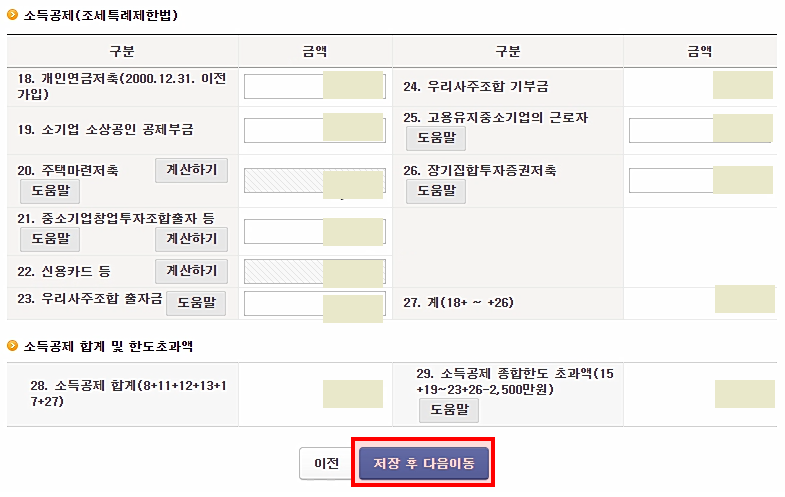 소득공제(조세특례제한법)
구분 금액 구분 금액
18. 개인연금저축(2000.12.31. 이전
가입)
24. 우리사주조합 기부금
19. 소기업 소상공인 공제부금
25. 고용유지중소기업의 근로자
도움말
20. 주택마련저축 계산하기
도움말
26. 장기집합투자증권저축
도움말
21. 중소기업창업투자조합출자 등
도움말 계산하기
22. 신용카드 등 계산하기
23. 우리사주조합 출자금 도움말
27. 계(18+ ~ +26)
소득공제 합계 및 한도초과액
28. 소득공제 합계(8+11+12+13+1
7+27)
29. 소득공제 종합한도 초과액(15
+19~23+26-2,500만원)
도움말
이전 저장 후 다음이동